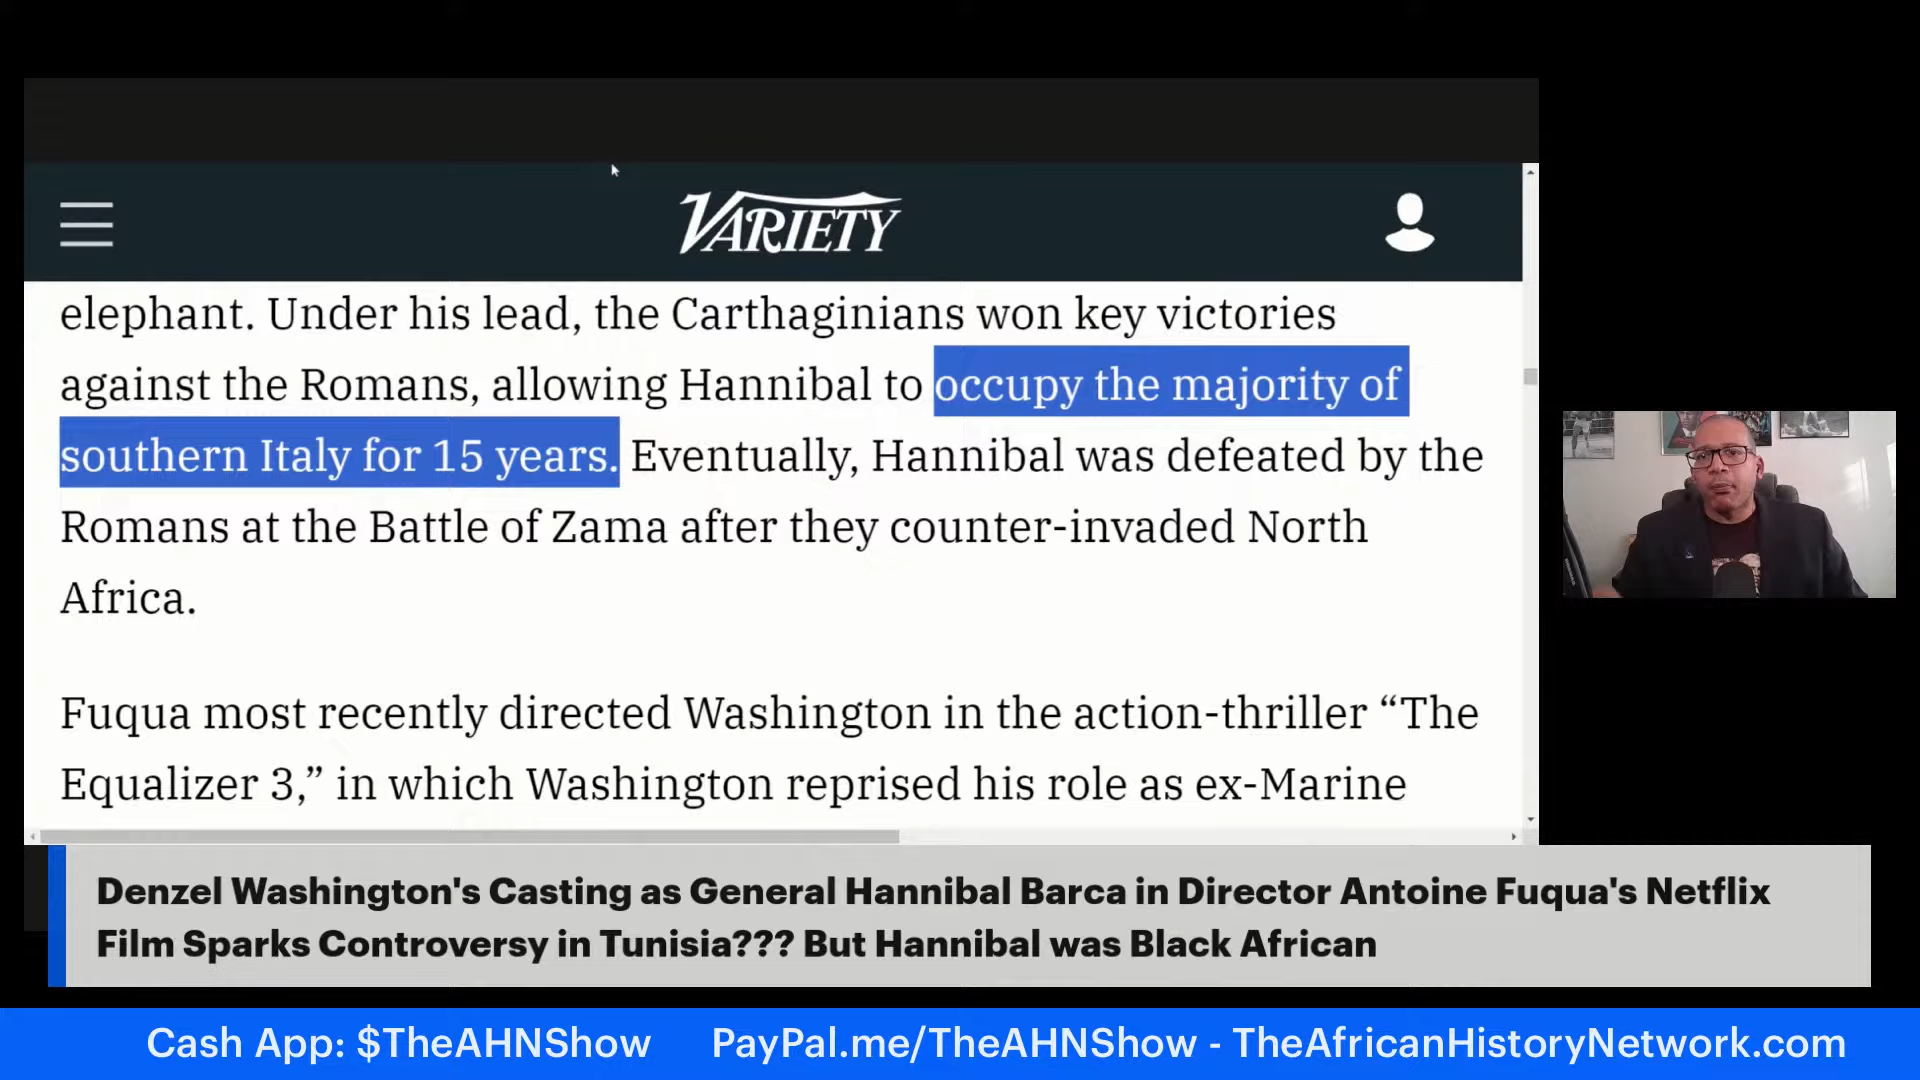 VARIETY
elephant. Under his lead, the Carthaginians won key victories
against the Romans, allowing Hannibal to occupy the majority of
southern Italy for 15 years. Eventually, Hannibal was defeated by the
Romans at the Battle of Zama after they counter-invaded North
Africa.
Fuqua most recently directed Washington in the action-thriller “The
Equalizer 3,” in which Washington reprised his role as ex-Marine
Denzel Washington's Casting as General Hannibal Barca in Director Antoine Fuqua's Netflix
Film Sparks Controversy in Tunisia??? But Hannibal was Black African
Cash App: $TheAHNShow PayPal.me/TheAHNShow - TheAfricanHistoryNetwork.com